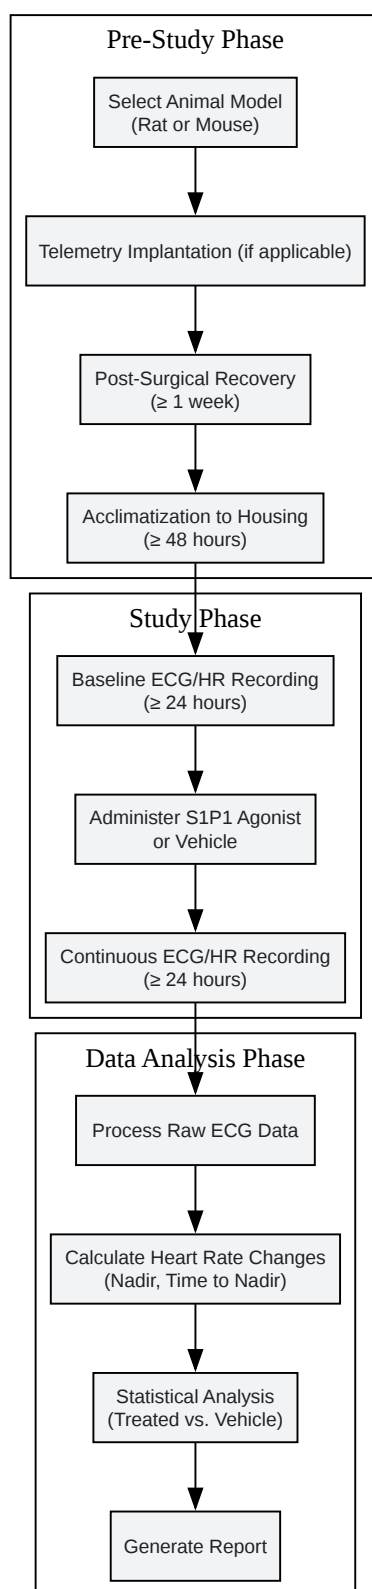 Pre-Study Phase
Select Animal Model
(Rat or Mouse)
Telemetry Implantation (if applicable)
Post-Surgical Recovery
(≥ 1 week)
Acclimatization to Housing
(≥ 48 hours)
Study Phase
Baseline ECG/HR Recording
(≥ 24 hours)
Administer S1P1 Agonist
or Vehicle
Continuous ECG/HR Recording
(≥ 24 hours)
Data Analysis Phase
Process Raw ECG Data
Calculate Heart Rate Changes
(Nadir, Time to Nadir)
Statistical Analysis
(Treated vs. Vehicle)
Generate Report